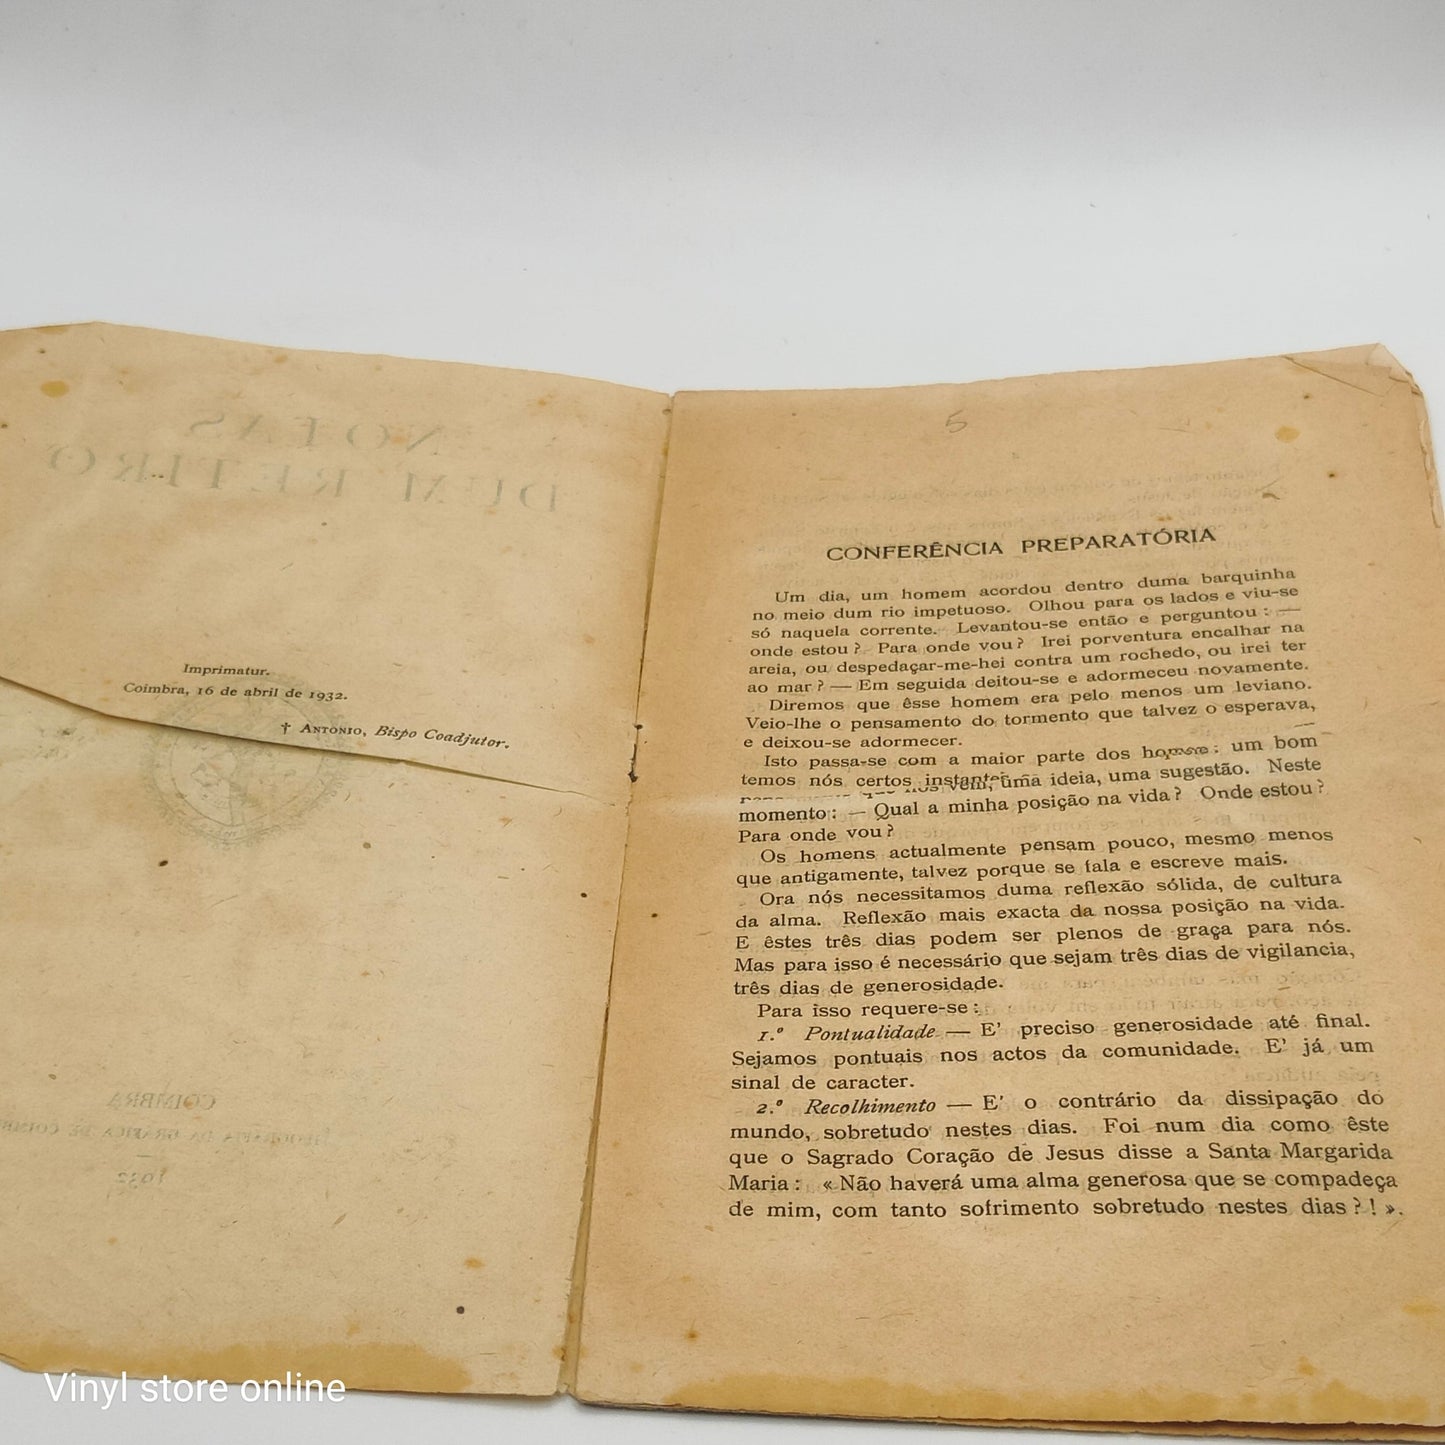 NOTAS
DUM RETIRO
Imprimatur.
Coimbra, 16 de abril de 1932.
† ANTONIO, Bispo Coadjutor.
COIMBRA
1932
5
CONFERÊNCIA PREPARATÓRIA
Um dia, um homem acordou dentro duma barquinha
no meio dum rio impetuoso. Olhou para os lados e viu-se
só naquela corrente. Levantou-se então e perguntou: —
onde estou? Para onde vou? Irei porventura encalhar na
areia, ou despedaçar-me-hei contra um rochedo, ou irei ter
ao mar? — Em seguida deitou-se e adormeceu novamente.
Diremos que êsse homem era pelo menos um leviano.
Veio-lhe o pensamento do tormento que talvez o esperava,
e deixou-se adormecer.
Isto passa-se com a maior parte dos : um bom
temos nós certos
nos vem, uma ideia, uma sugestão. Neste
momento: — Qual a minha posição na vida? Onde estou?
Para onde vou?
Os homens actualmente pensam pouco, mesmo menos
que antigamente, talvez porque se fala e escreve mais.
Ora nós necessitamos duma reflexão sólida, de cultura
da alma. Reflexão mais exacta da nossa posição na vida.
E êstes três dias podem ser plenos de graça para nós.
Mas para isso é necessário que sejam três dias de vigilancia,
três dias de generosidade.
Para isso requere-se:
1.º Pontualidade — E' preciso generosidade até final.
Sejamos pontuais nos actos da comunidade. E' já um
sinal de caracter.
2.º Recolhimento — E' o contrário da dissipação do
mundo, sobretudo nestes dias. Foi num dia como êste
que o Sagrado Coração de Jesus disse a Santa Margarida
Maria: «Não haverá uma alma generosa que se compadeça
de mim, com tanto sofrimento sobretudo nestes dias?!».
Vinyl store online